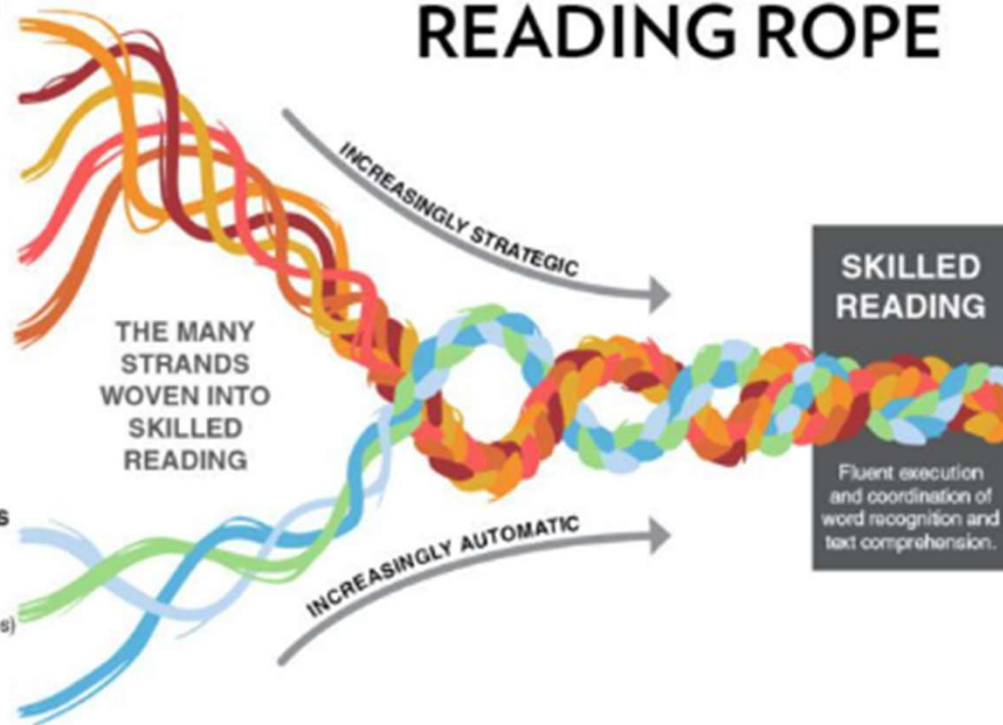 READING ROPE
INCREASINGLY STRATEGIC
SKILLED
READING
THE MANY
STRANDS
WOVEN INTO
SKILLED
READING
Fluent execution
and coordination of
word recognition and
text comprehension.
INCREASINGLY AUTOMATIC
s)